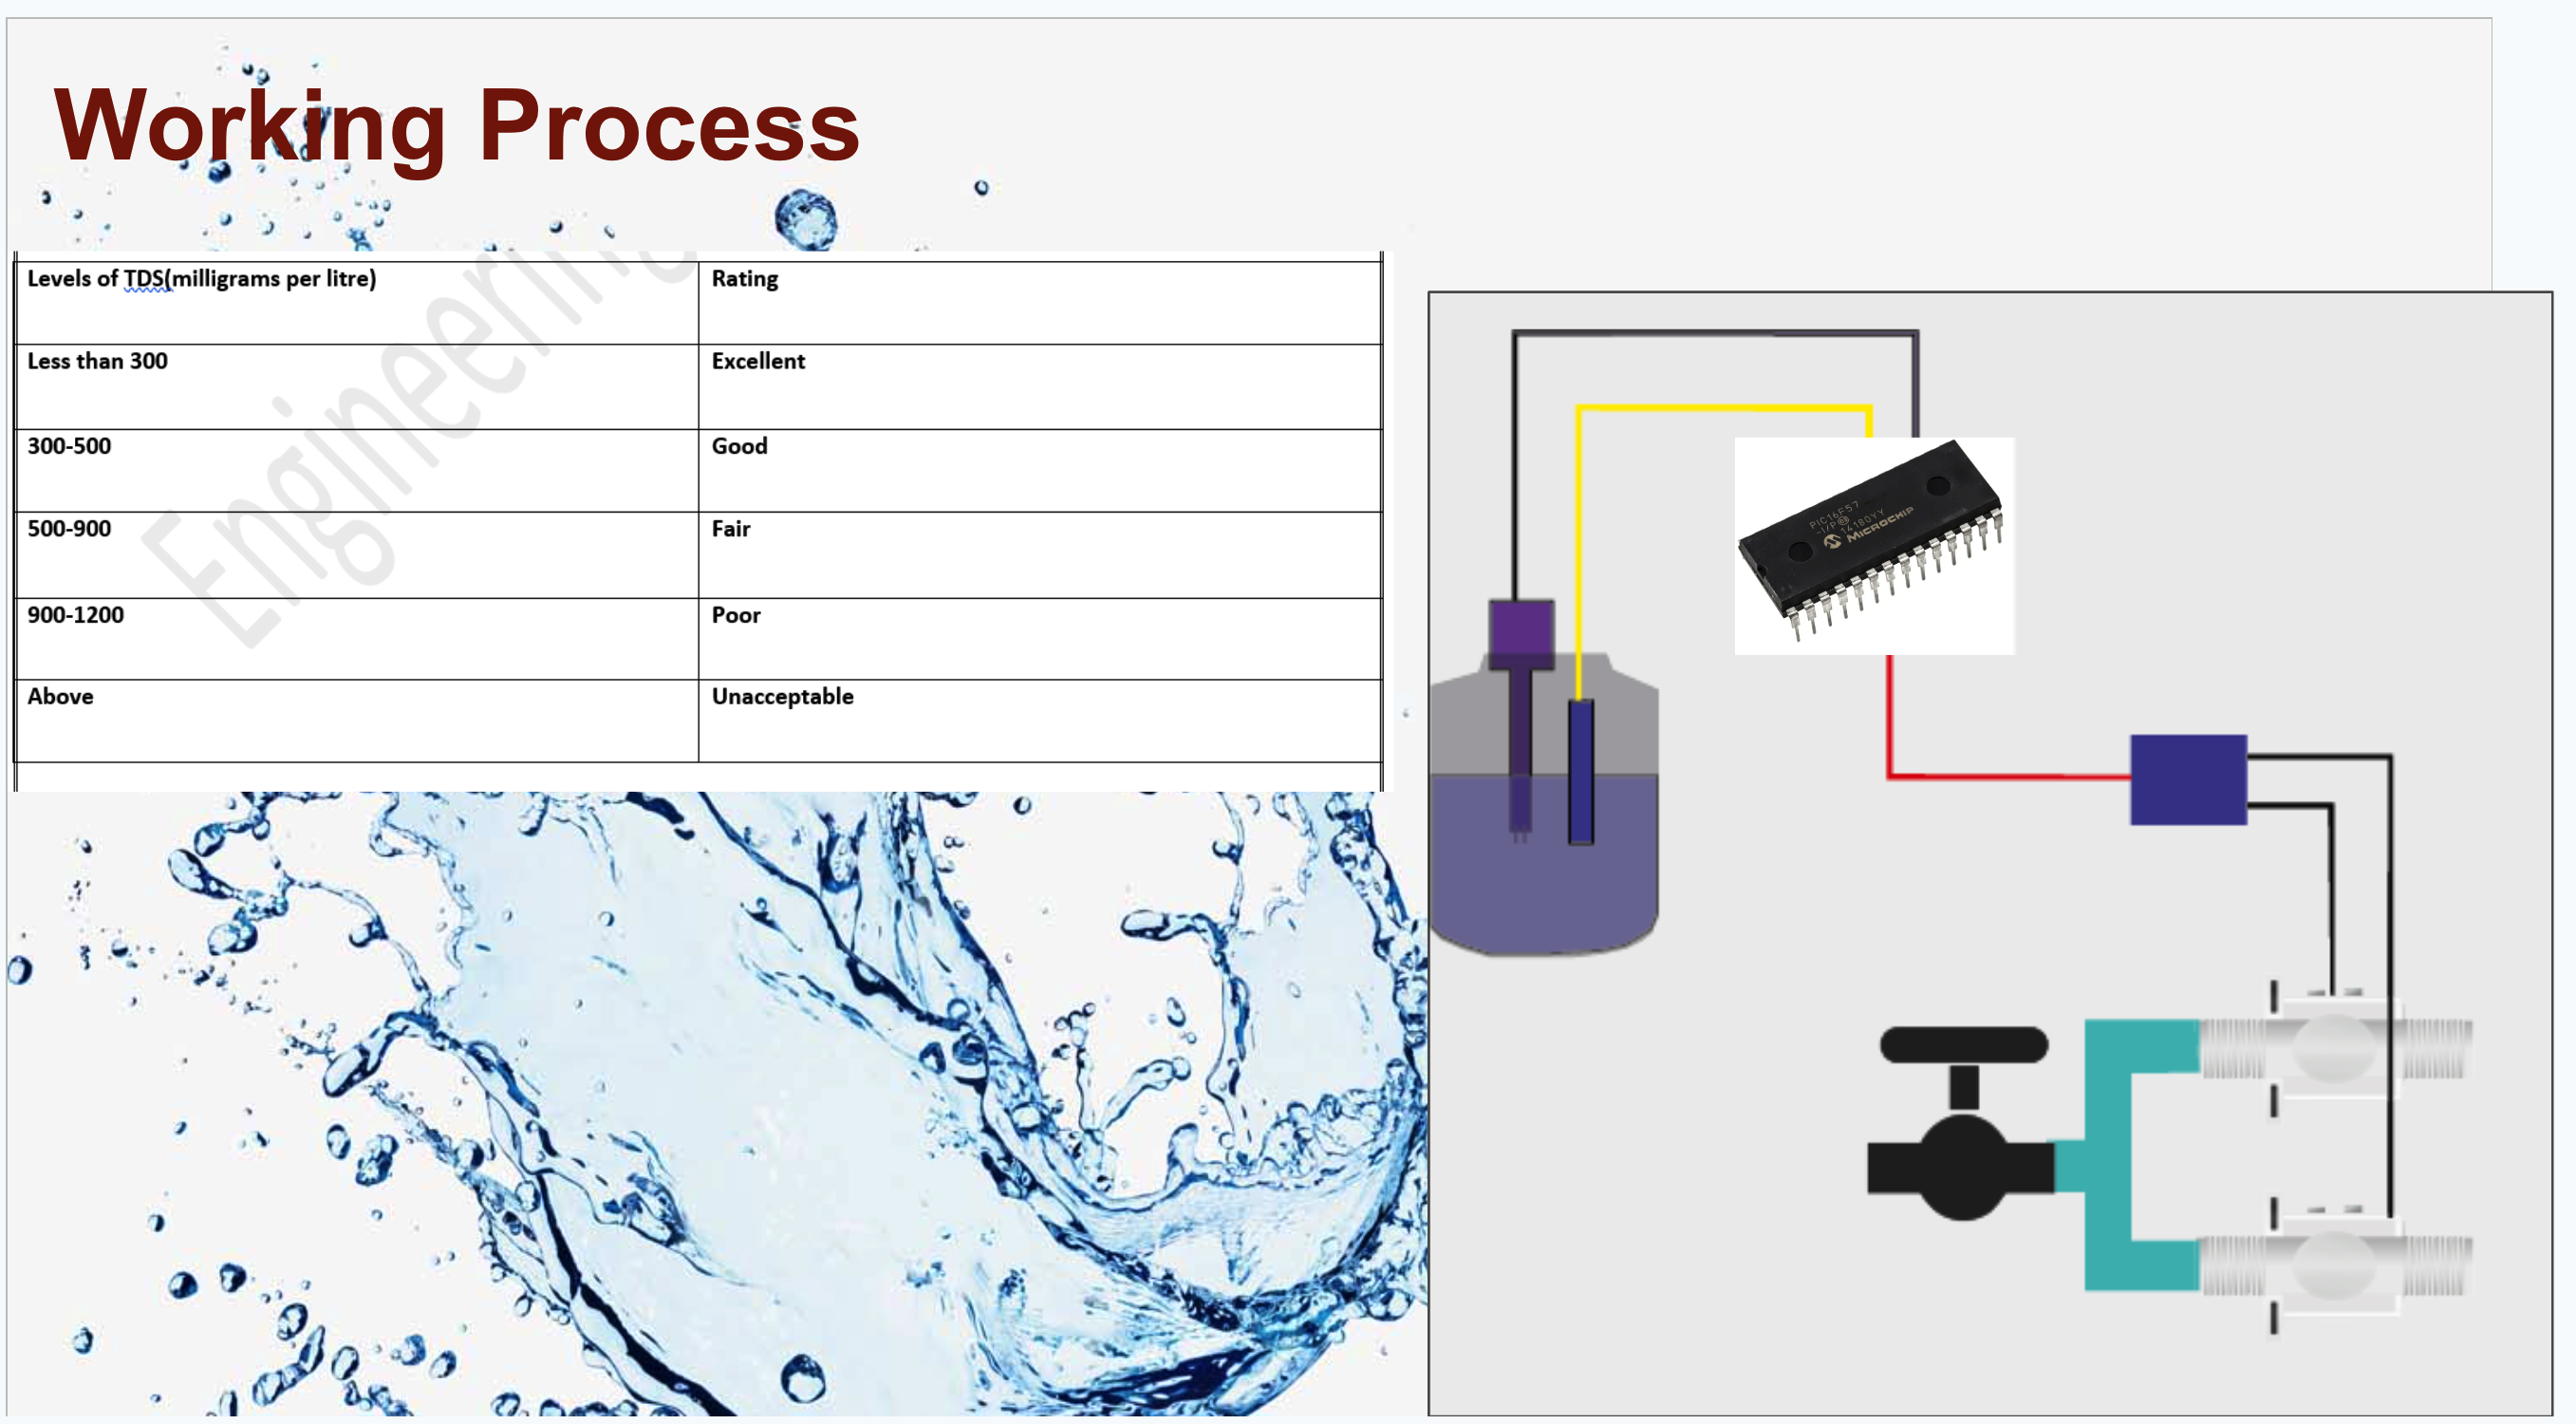 Working Process
Engineering
Levels of TDS(milligrams per litre) Rating
Less than 300 Excellent
300-500 Good
500-900 Fair
900-1200 Poor
Above Unacceptable
PIC16F57
-I/P
14180YY
MICROCHIP